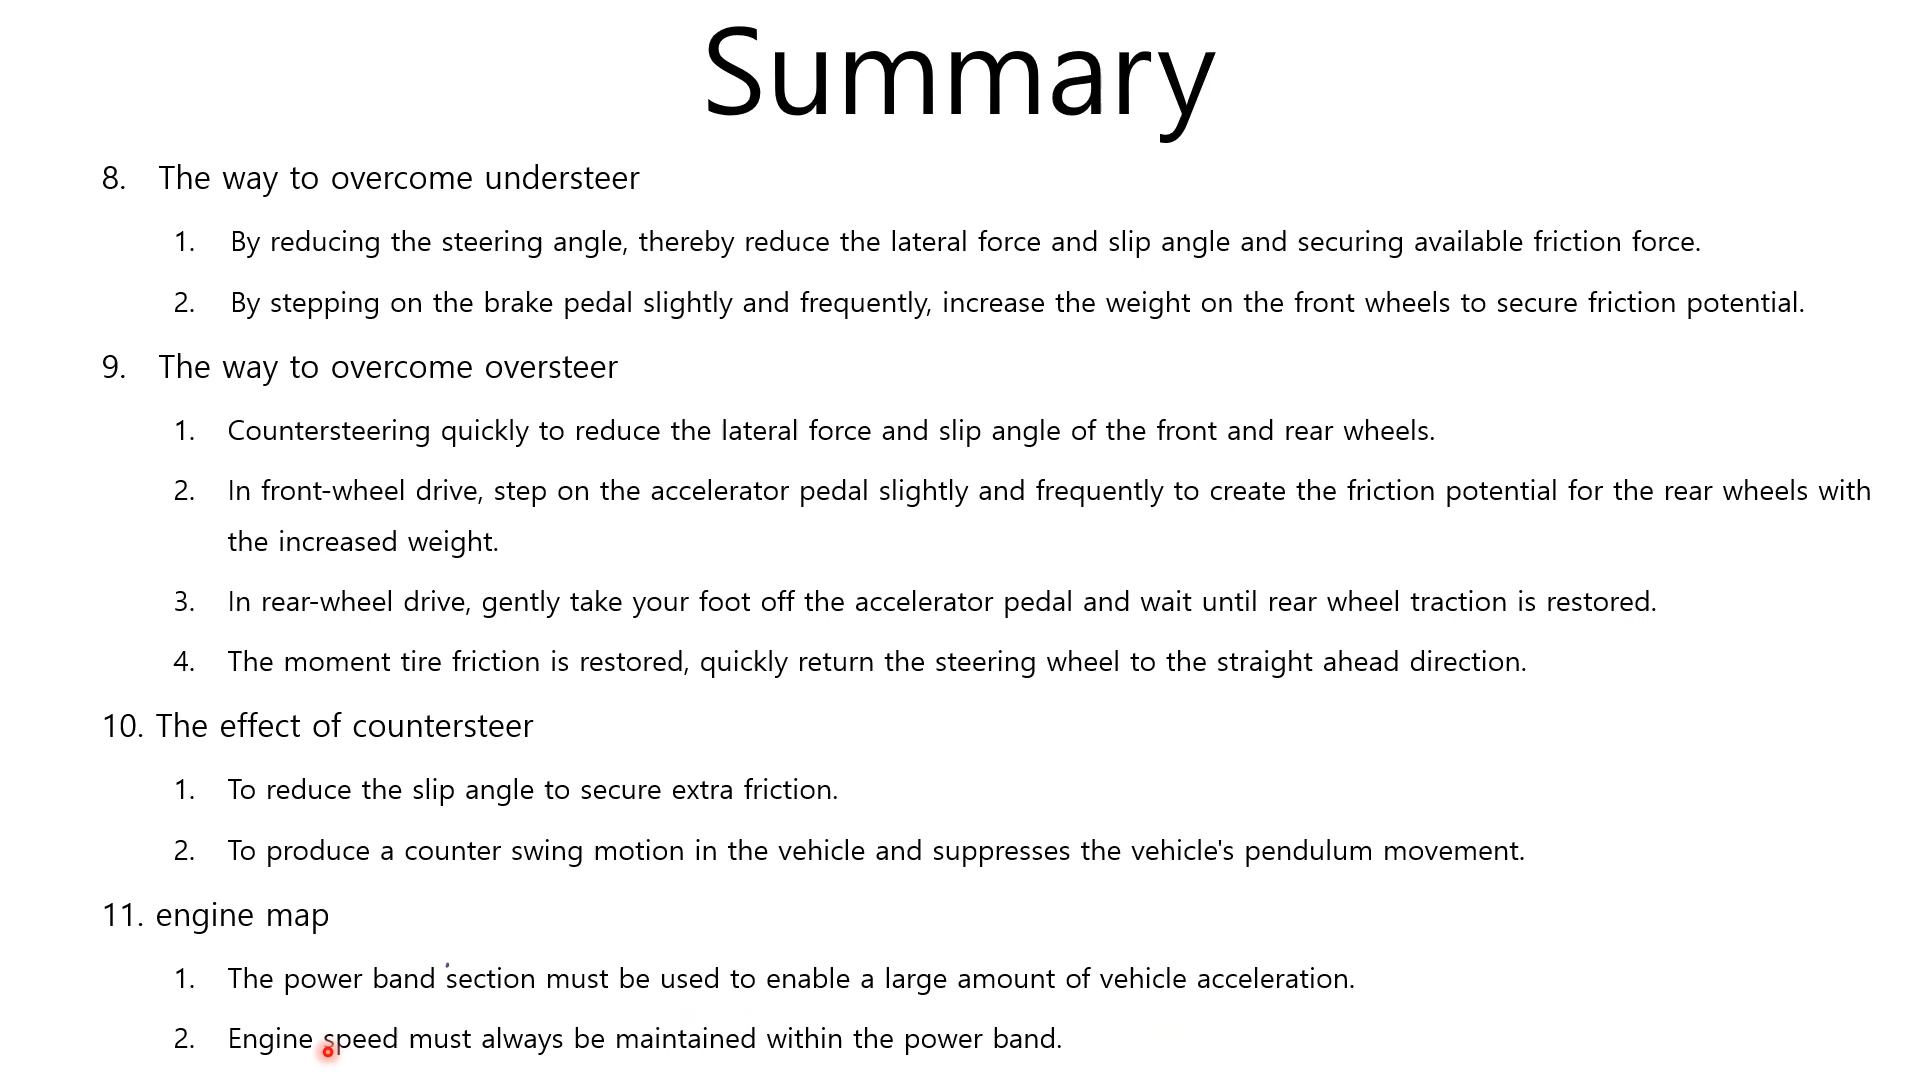 Summary
8. The way to overcome understeer
1. By reducing the steering angle, thereby reduce the lateral force and slip angle and securing available friction force.
2. By stepping on the brake pedal slightly and frequently, increase the weight on the front wheels to secure friction potential.
9. The way to overcome oversteer
1. Countersteering quickly to reduce the lateral force and slip angle of the front and rear wheels.
2. In front-wheel drive, step on the accelerator pedal slightly and frequently to create the friction potential for the rear wheels with
the increased weight.
3. In rear-wheel drive, gently take your foot off the accelerator pedal and wait until rear wheel traction is restored.
4. The moment tire friction is restored, quickly return the steering wheel to the straight ahead direction.
10. The effect of countersteer
1. To reduce the slip angle to secure extra friction.
2. To produce a counter swing motion in the vehicle and suppresses the vehicle's pendulum movement.
11. engine map
1. The power band section must be used to enable a large amount of vehicle acceleration.
2. Engine speed must always be maintained within the power band.